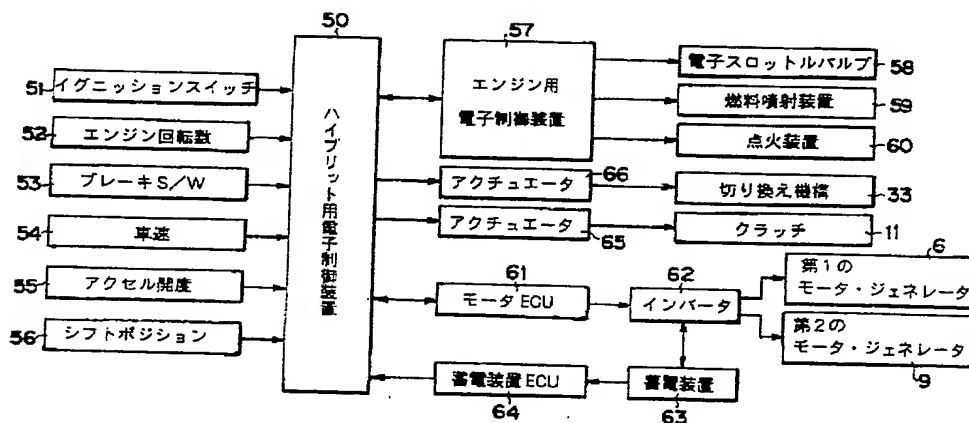 50
ハイブリット用電子制御装置
51
イグニッションスイッチ
52
エンジン回転数
53
ブレーキS/W
54
車速
55
アクセル開度
56
シフトポジション
57
エンジン用
電子制御装置
電子スロットルバルブ
58
燃料噴射装置
59
点火装置
60
アクチュエータ
66
切り換え機構
33
アクチュエータ
65
クラッチ
11
61
モータECU
62
インバータ
6
第1の
モータ・ジェネレータ
第2の
モータ・ジェネレータ
9
蓄電装置ECU
64
蓄電装置
63